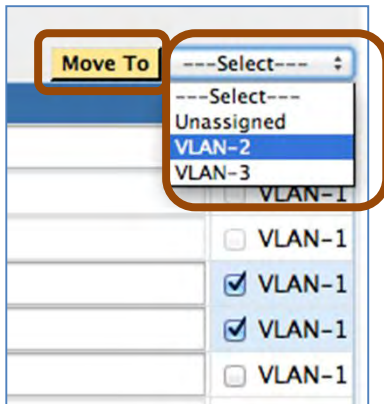 Move To ---Select---
---Select---
Unassigned
VLAN-2
VLAN-3
VLAN-1
VLAN-1
VLAN-1
VLAN-1
VLAN-1